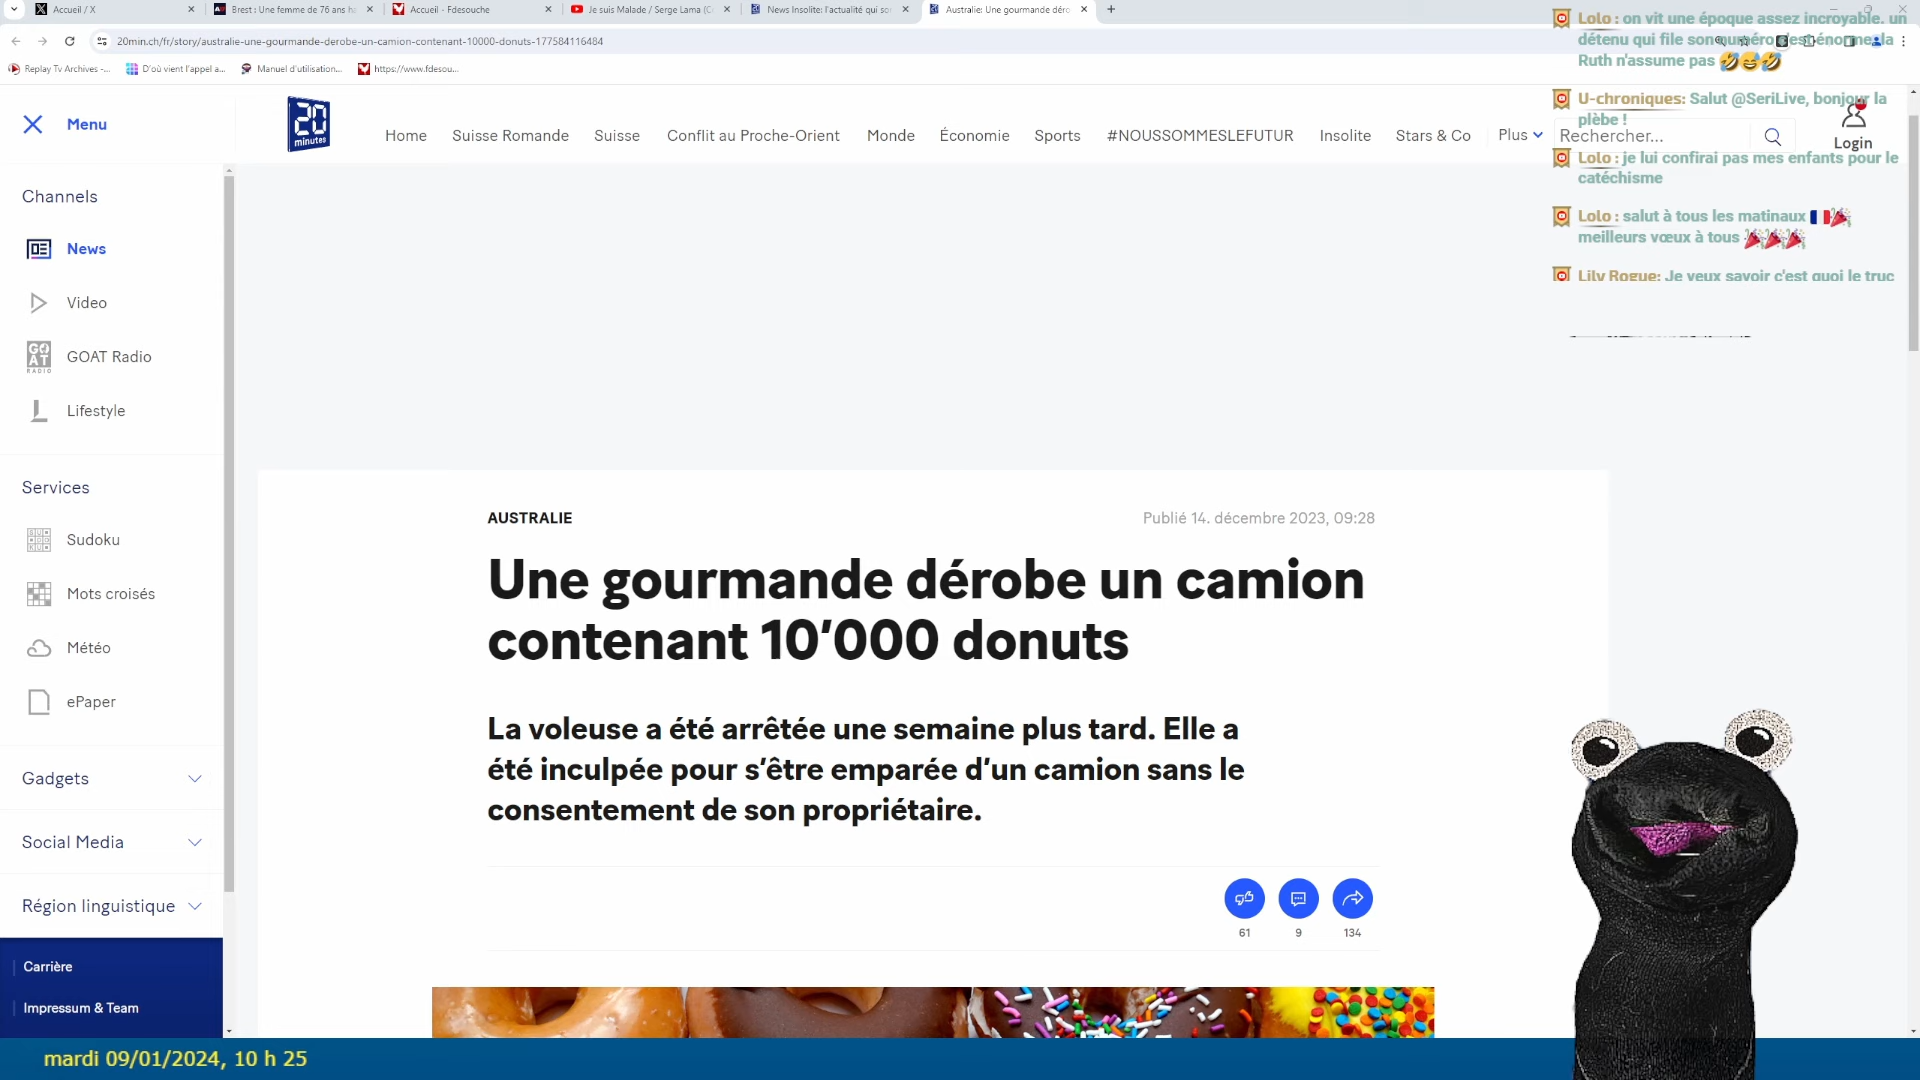 Accueil / X
Brest : Une femme de 76 ans ha
Accueil - Fdesouche
Je suis Malade / Serge Lama (C
News Insolite: l'actualité qui so
Australie: Une gourmande déro
20min.ch/fr/story/australie-une-gourmande-derobe-un-camion-contenant-10000-donuts-177584116484
Replay Tv Archives -...
D'où vient l'appel a...
Manuel d'utilisation...
https://www.fdesou...
Lolo : on vit une époque assez incroyable. un
détenu qui file son numéro c'est énorme. la
Ruth n'assume pas 🤣😅🤣
U-chroniques: Salut @SeriLive, bonjour la
plèbe !
Lolo : je lui confirai pas mes enfants pour le
catéchisme
Lolo : salut à tous les matinaux 🇫🇷🎉
meilleurs vœux à tous 🎉🎉🎉
Lily Rogue: Je veux savoir c'est quoi le truc
Menu
20
minutes
Home
Suisse Romande
Suisse
Conflit au Proche-Orient
Monde
Économie
Sports
#NOUSSOMMESLEFUTUR
Insolite
Stars & Co
Plus
Rechercher...
Login
Channels
News
Video
GOAT RADIO
GOAT Radio
Lifestyle
Services
Sudoku
Mots croisés
Météo
ePaper
Gadgets
Social Media
Région linguistique
Carrière
Impressum & Team
AUSTRALIE
Publié 14. décembre 2023, 09:28
Une gourmande dérobe un camion
contenant 10'000 donuts
La voleuse a été arrêtée une semaine plus tard. Elle a
été inculpée pour s'être emparée d'un camion sans le
consentement de son propriétaire.
61
9
134
mardi 09/01/2024, 10 h 25